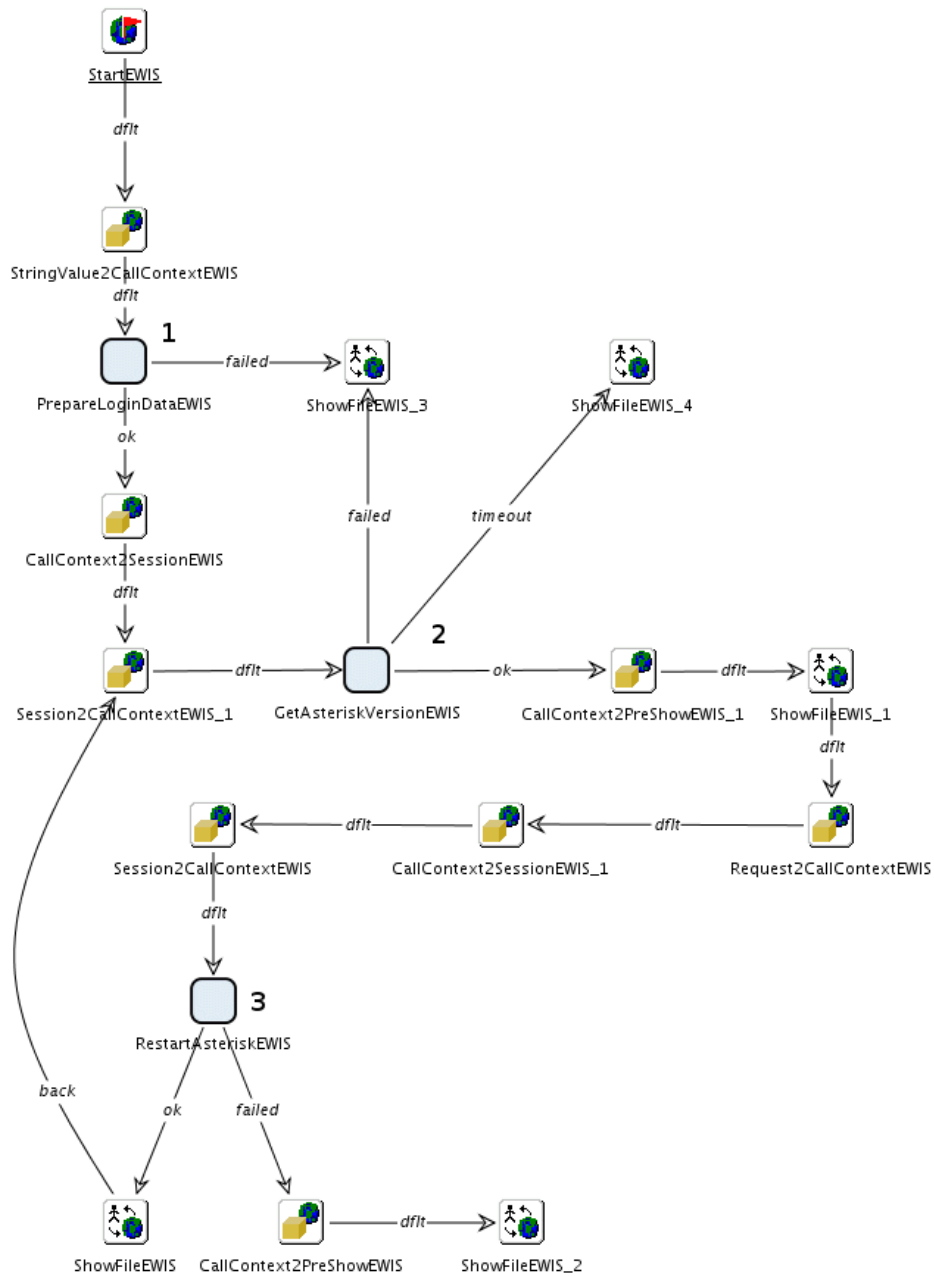 StartEWIS
dflt
StringValue2CallContextEWIS
dflt
1
failed
PrepareLoginDataEWIS
ShowFileEWIS_3
ShowFileEWIS_4
ok
failed
timeout
CallContext2SessionEWIS
dflt
2
dflt
ok
dflt
Session2CallContextEWIS_1
GetAsteriskVersionEWIS
CallContext2PreShowEWIS_1
ShowFileEWIS_1
dflt
dflt
dflt
Session2CallContextEWIS
CallContext2SessionEWIS_1
Request2CallContextEWIS
dflt
3
RestartAsteriskEWIS
back
ok
failed
dflt
ShowFileEWIS
CallContext2PreShowEWIS
ShowFileEWIS_2